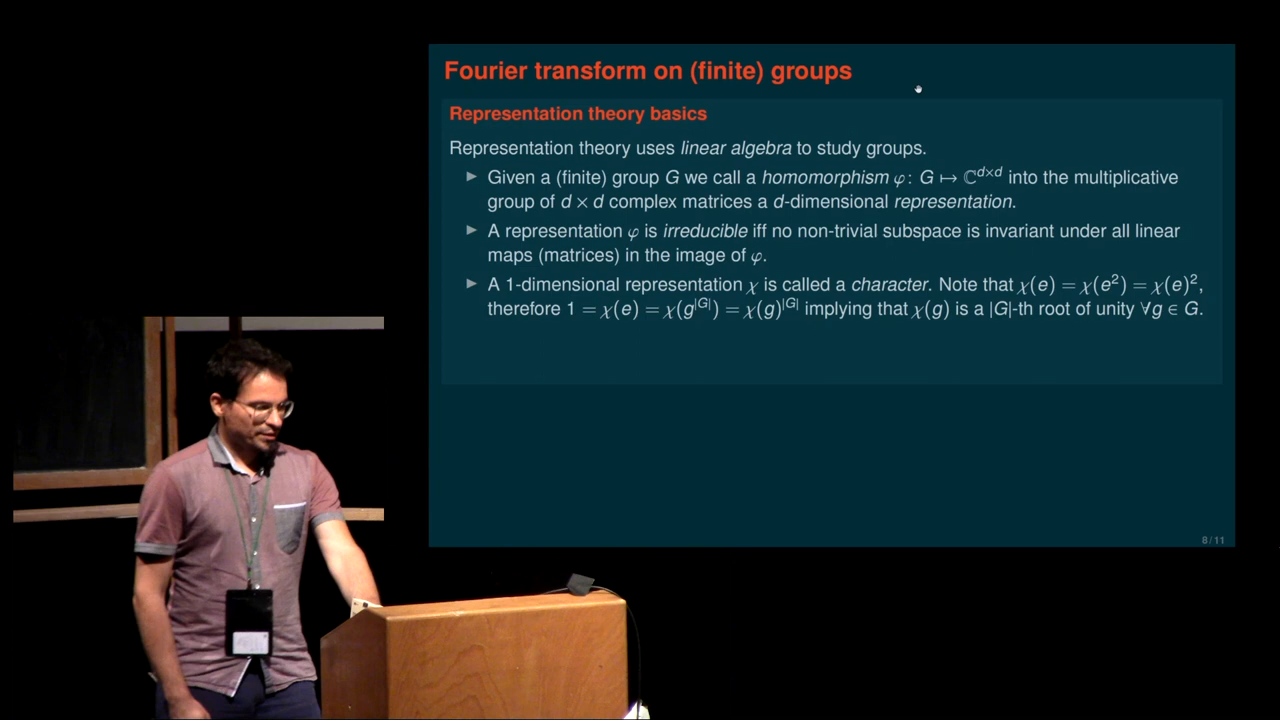 Fourier transform on (finite) groups
Representation theory basics
Representation theory uses linear algebra to study groups.
► Given a (finite) group G we call a homomorphism φ: G ↦ ℂ^{d×d} into the multiplicative
group of d × d complex matrices a d-dimensional representation.
► A representation φ is irreducible iff no non-trivial subspace is invariant under all linear
maps (matrices) in the image of φ.
► A 1-dimensional representation χ is called a character. Note that χ(e) = χ(e²) = χ(e)²,
therefore 1 = χ(e) = χ(g^{|G|}) = χ(g)^{|G|} implying that χ(g) is a |G|-th root of unity ∀g ∈ G.
8/11